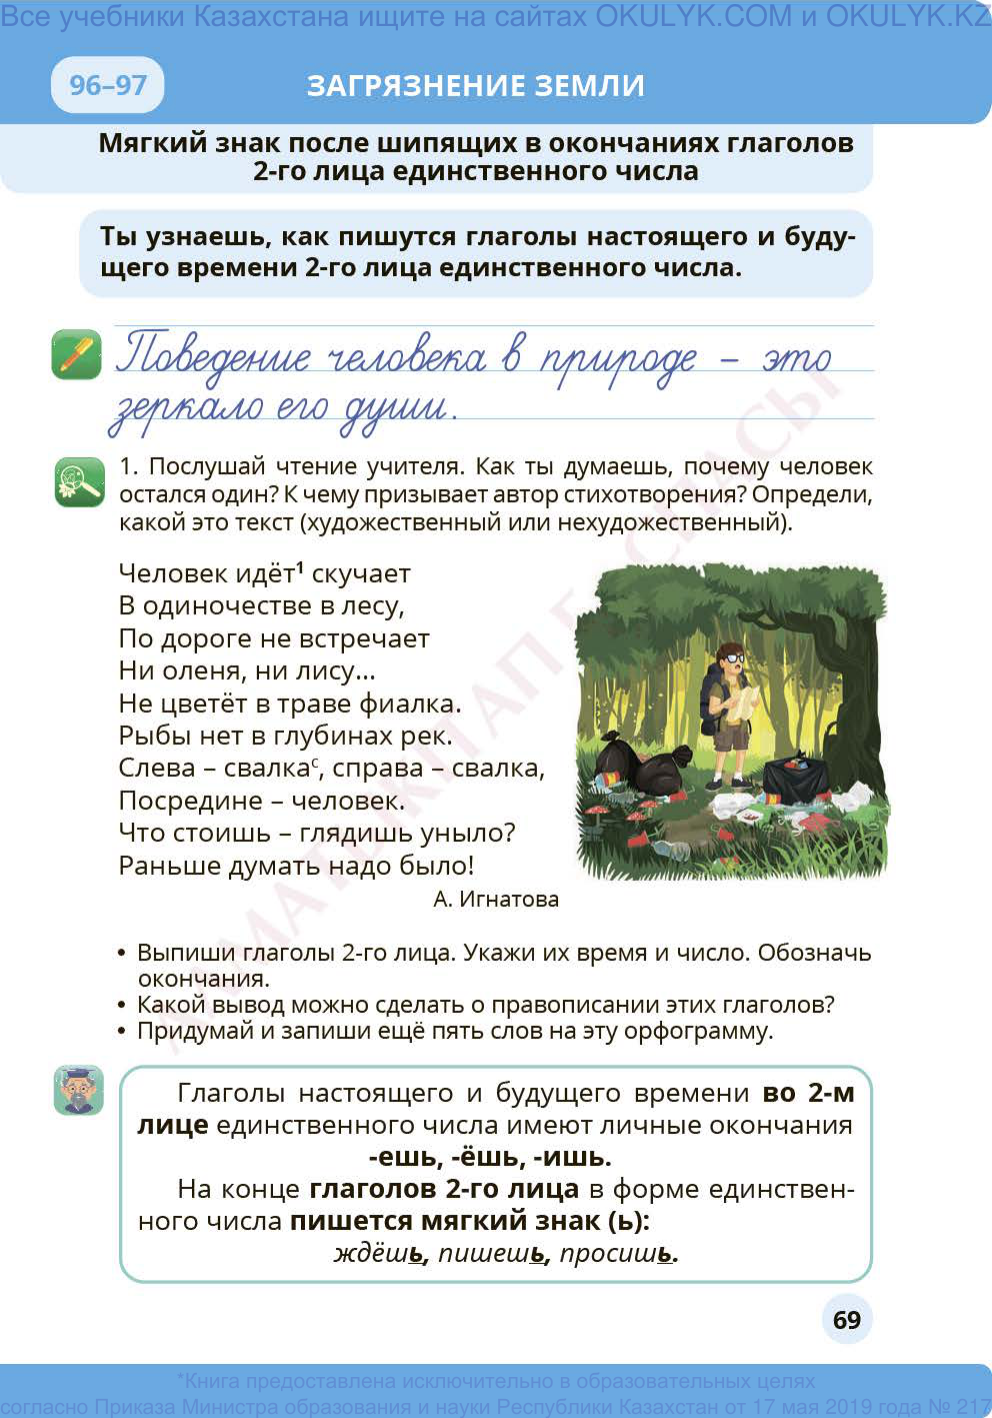 Все учебники Казахстана ищите на сайтах OKULYK.COM и OKULYK.KZ
96–97
ЗАГРЯЗНЕНИЕ ЗЕМЛИ
Мягкий знак после шипящих в окончаниях глаголов
2-го лица единственного числа
Ты узнаешь, как пишутся глаголы настоящего и буду-
щего времени 2-го лица единственного числа.
Поведение человека в природе – это
зеркало его души.
1. Послушай чтение учителя. Как ты думаешь, почему человек
остался один? К чему призывает автор стихотворения? Определи,
какой это текст (художественный или нехудожественный).
Человек идёт¹ скучает
В одиночестве в лесу,
По дороге не встречает
Ни оленя, ни лису...
Не цветёт в траве фиалка.
Рыбы нет в глубинах рек.
Слева – свалкаᶜ, справа – свалка,
Посредине – человек.
Что стоишь – глядишь уныло?
Раньше думать надо было!
А. Игнатова
• Выпиши глаголы 2-го лица. Укажи их время и число. Обозначь
окончания.
• Какой вывод можно сделать о правописании этих глаголов?
• Придумай и запиши ещё пять слов на эту орфограмму.
Глаголы настоящего и будущего времени во 2-м
лице единственного числа имеют личные окончания
-ешь, -ёшь, -ишь.
На конце глаголов 2-го лица в форме единствен-
ного числа пишется мягкий знак (ь):
ждёшь, пишешь, просишь.
69
*Книга предоставлена исключительно в образовательных целях
согласно Приказа Министра образования и науки Республики Казахстан от 17 мая 2019 года № 217